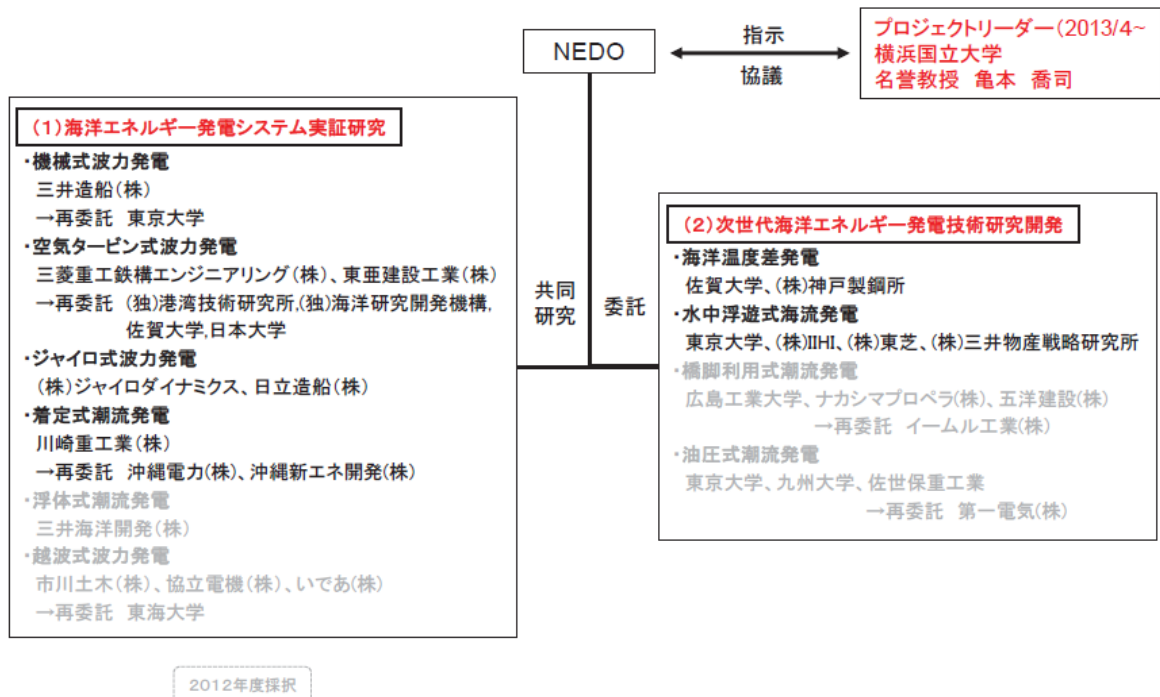 NEDO
指示
協議
プロジェクトリーダー(2013/4~
横浜国立大学
名誉教授 亀本 喬司
(1)海洋エネルギー発電システム実証研究
・機械式波力発電
三井造船(株)
→再委託 東京大学
・空気タービン式波力発電
三菱重工鉄構エンジニアリング(株)、東亜建設工業(株)
→再委託 (独)港湾技術研究所,(独)海洋研究開発機構,
佐賀大学,日本大学
・ジャイロ式波力発電
(株)ジャイロダイナミクス、日立造船(株)
・着定式潮流発電
川崎重工業(株)
→再委託 沖縄電力(株)、沖縄新エネ開発(株)
・浮体式潮流発電
三井海洋開発(株)
・越波式波力発電
市川土木(株)、協立電機(株)、いであ(株)
→再委託 東海大学
共同
研究
委託
(2)次世代海洋エネルギー発電技術研究開発
・海洋温度差発電
佐賀大学、(株)神戸製鋼所
・水中浮遊式海流発電
東京大学、(株)IIHI、(株)東芝、(株)三井物産戦略研究所
・橋脚利用式潮流発電
広島工業大学、ナカシマプロペラ(株)、五洋建設(株)
→再委託 イームル工業(株)
・油圧式潮流発電
東京大学、九州大学、佐世保重工業
→再委託 第一電気(株)
2012年度採択